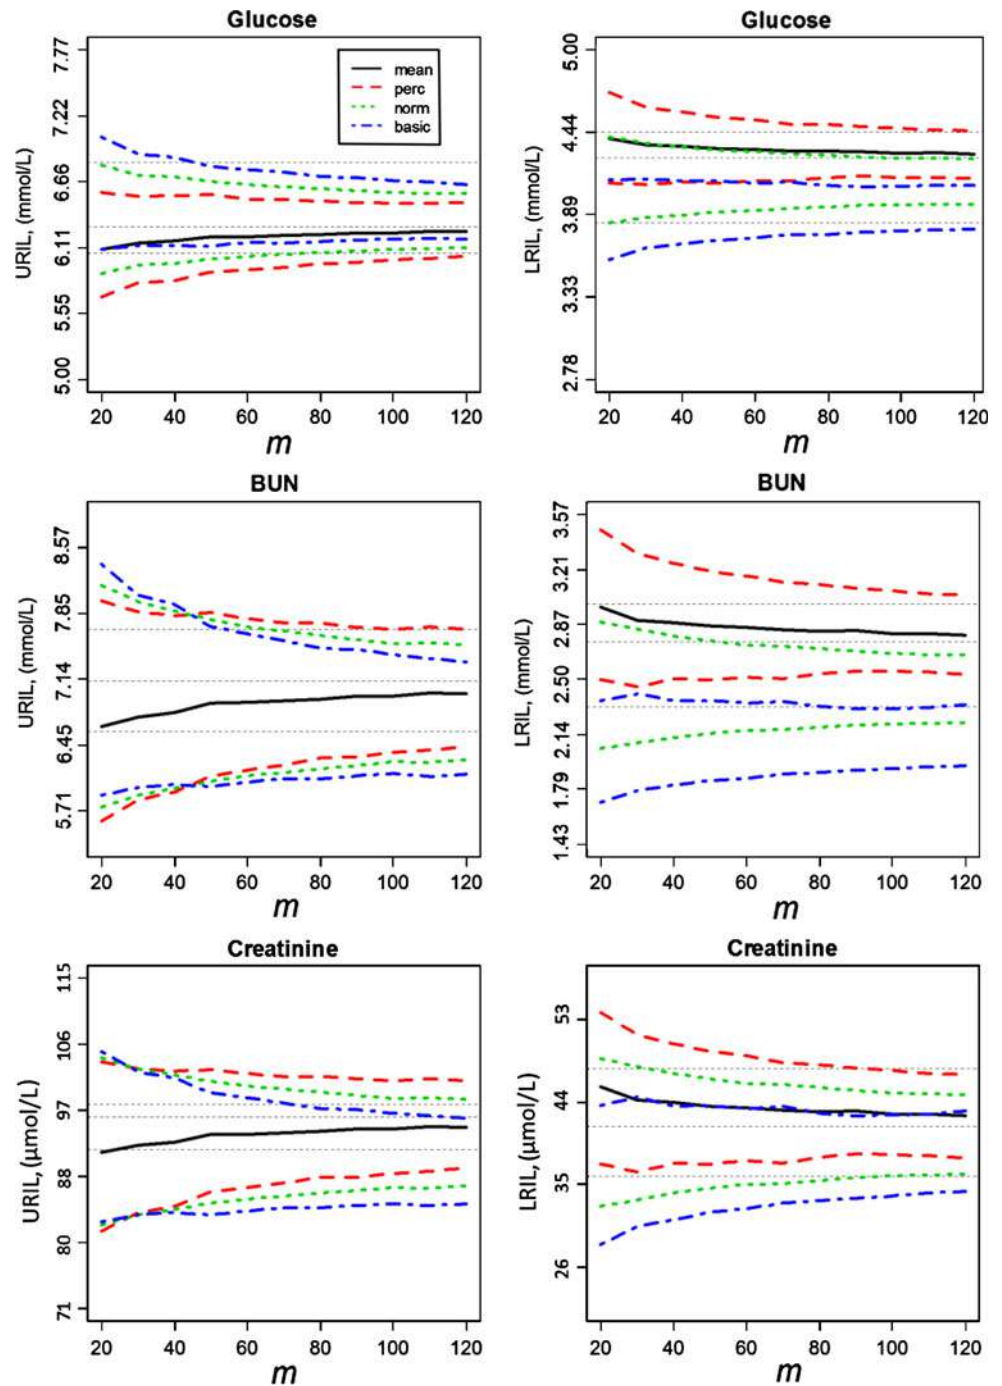 Glucose
URIL, (mmol/L)
7.77
7.22
6.66
6.11
5.55
5.00
mean
perc
norm
basic
20 40 60 80 100 120
m
Glucose
LRIL, (mmol/L)
5.00
4.44
3.89
3.33
2.78
20 40 60 80 100 120
m
BUN
URIL, (mmol/L)
8.57
7.85
7.14
6.45
5.71
20 40 60 80 100 120
m
BUN
LRIL, (mmol/L)
3.57
3.21
2.87
2.50
2.14
1.79
1.43
20 40 60 80 100 120
m
Creatinine
URIL, (µmol/L)
115
106
97
88
80
71
20 40 60 80 100 120
m
Creatinine
LRIL, (µmol/L)
53
44
35
26
20 40 60 80 100 120
m